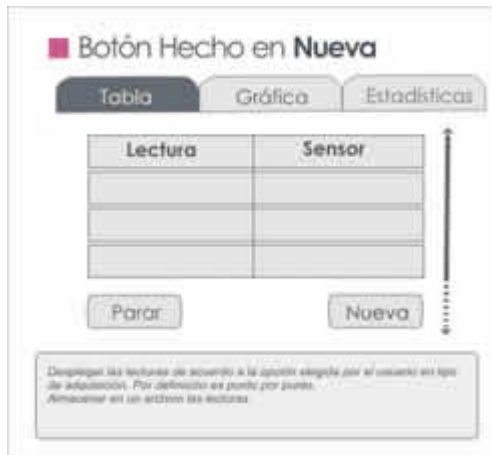 Botón Hecho en Nueva
Tabla Gráfica Estadísticas
Lectura Sensor
Parar Nueva
Desplegar las lecturas de acuerdo a la opción elegida por el usuario en tipo
de adquisición. Por definición es punto por punto.
Almacenar en un archivo las lecturas.